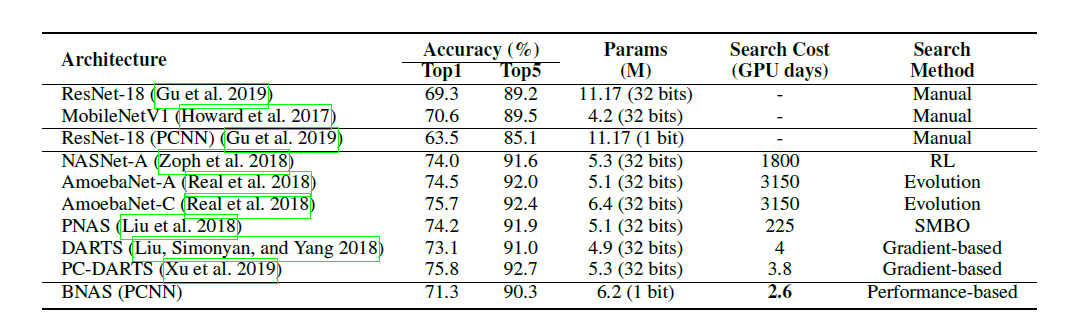 Architecture Accuracy (%) Params Search Cost Search
Top1 Top5 (M) (GPU days) Method
ResNet-18 (Gu et al. 2019) 69.3 89.2 11.17 (32 bits) - Manual
MobileNetV1 (Howard et al. 2017) 70.6 89.5 4.2 (32 bits) - Manual
ResNet-18 (PCNN) (Gu et al. 2019) 63.5 85.1 11.17 (1 bit) - Manual
NASNet-A (Zoph et al. 2018) 74.0 91.6 5.3 (32 bits) 1800 RL
AmoebaNet-A (Real et al. 2018) 74.5 92.0 5.1 (32 bits) 3150 Evolution
AmoebaNet-C (Real et al. 2018) 75.7 92.4 6.4 (32 bits) 3150 Evolution
PNAS (Liu et al. 2018) 74.2 91.9 5.1 (32 bits) 225 SMBO
DARTS (Liu, Simonyan, and Yang 2018) 73.1 91.0 4.9 (32 bits) 4 Gradient-based
PC-DARTS (Xu et al. 2019) 75.8 92.7 5.3 (32 bits) 3.8 Gradient-based
BNAS (PCNN) 71.3 90.3 6.2 (1 bit) 2.6 Performance-based